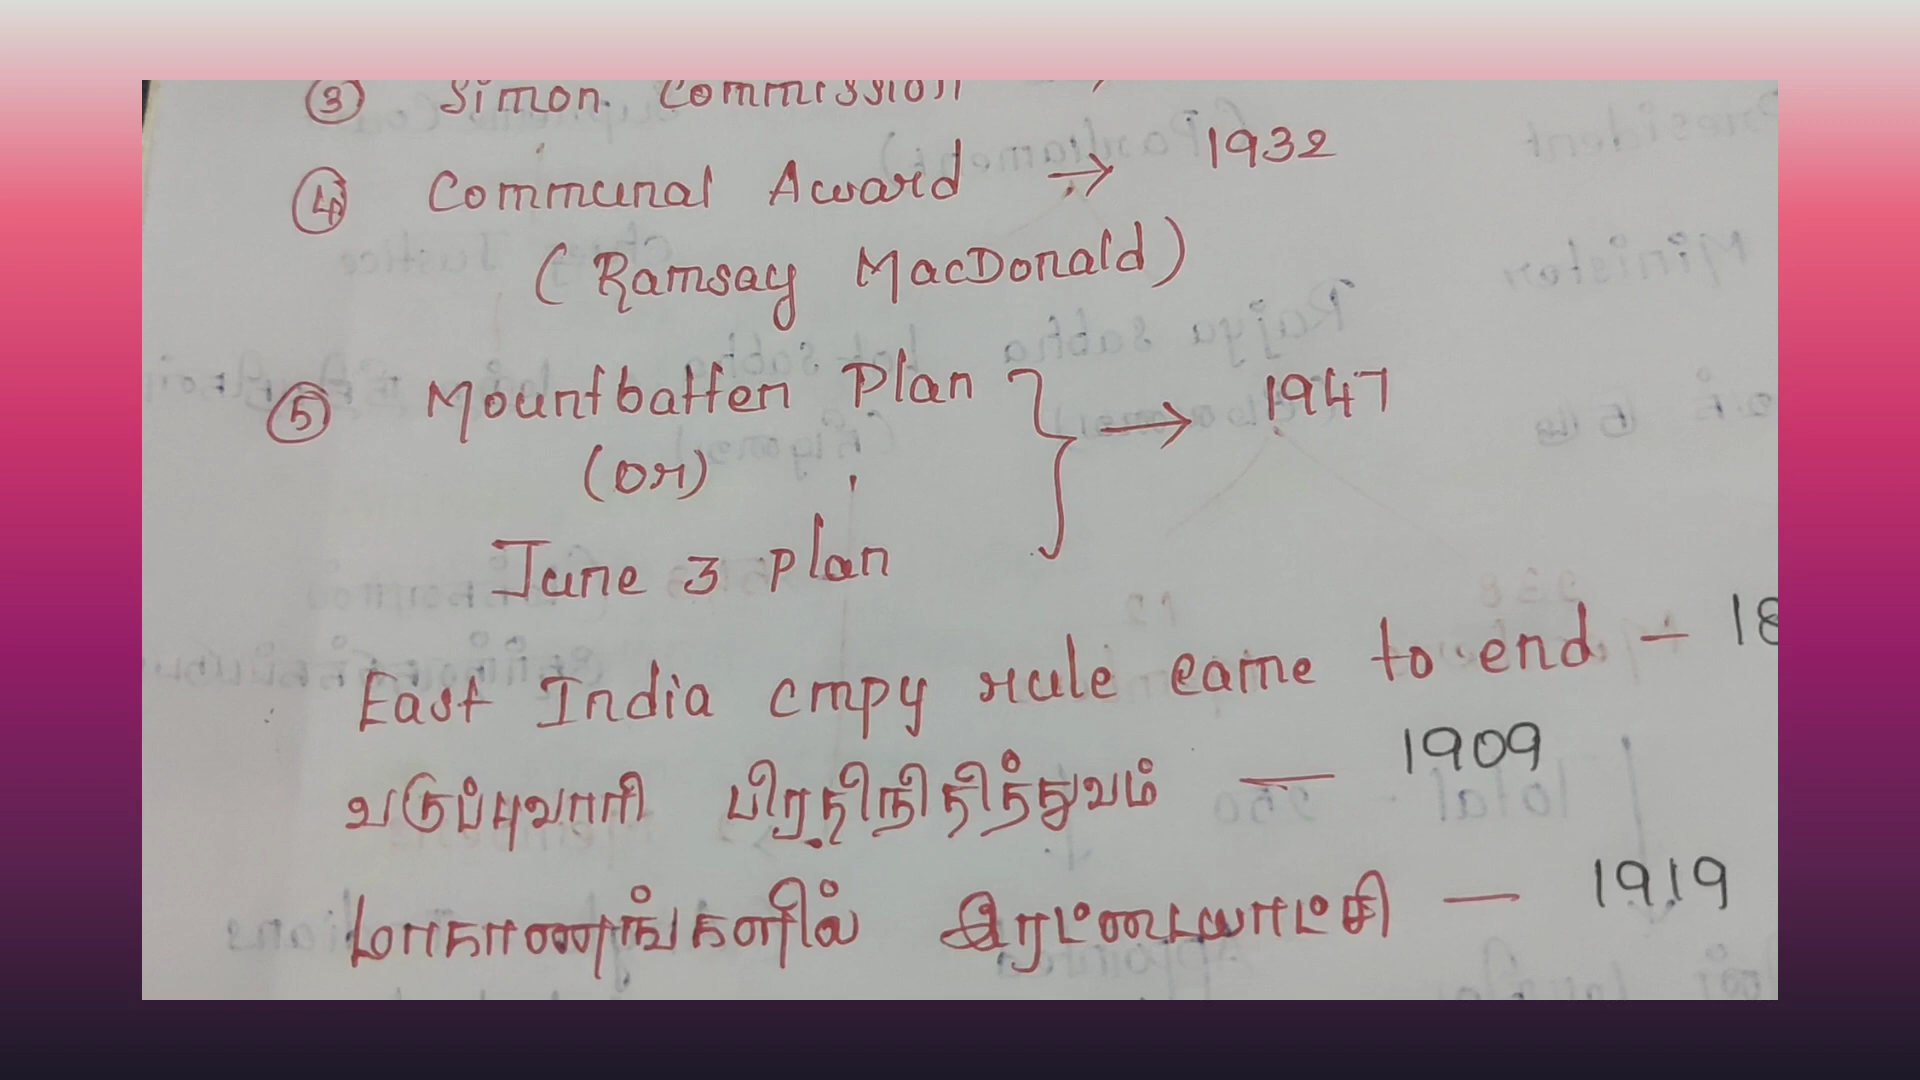 ③ Simon Commission
④ Communal Award → 1932
(Ramsay MacDonald)
⑤ Mountbatten Plan } → 1947
(or)
June 3 plan
East India cmpy rule came to end – 18
வகுப்புவாரி பிரதிநிதித்துவம் — 1909
மாகாணங்களில் இரட்டையாட்சி — 1919